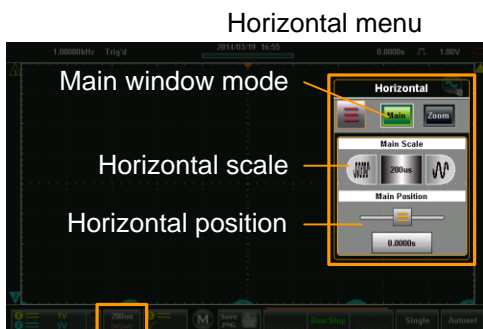 Horizontal menu
1.00000kHz Trig'd 2014/03/19 16:55 0.0000s 1.00V
Main window mode
Horizontal
Main Zoom
Main Scale
Horizontal scale
200us
Main Position
Horizontal position
0.0000s
1 1V 200us M Save PNG Run/Stop Single Autoset
2 5V